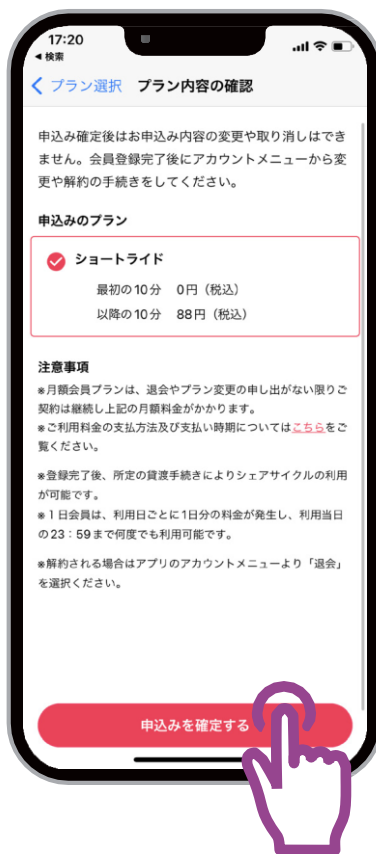 17:20
◀ 検索
プラン選択 プラン内容の確認
申込み確定後はお申込み内容の変更や取り消しはでき
ません。会員登録完了後にアカウントメニューから変
更や解約の手続きをしてください。
申込みのプラン
ショートライド
最初の10分 0円（税込）
以降の10分 88円（税込）
注意事項
※月額会員プランは、退会やプラン変更の申し出がない限りご
契約は継続し上記の月額料金がかかります。
※ご利用料金の支払方法及び支払い時期についてはこちらをご
覧ください。
※登録完了後、所定の貸渡手続きによりシェアサイクルの利用
が可能です。
※１日会員は、利用日ごとに1日分の料金が発生し、利用当日
の23：59まで何度でも利用可能です。
※解約される場合はアプリのアカウントメニューより「退会」
を選択ください。
申込みを確定する